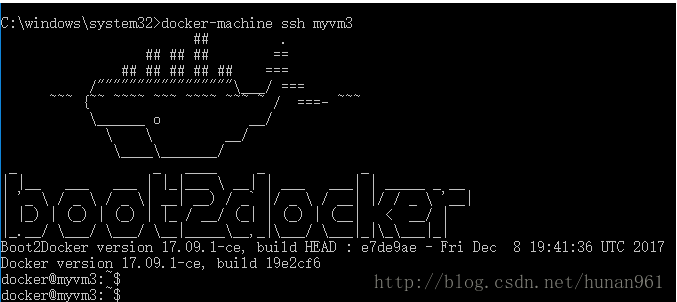 C:\windows\system32>docker-machine ssh myvm3
boot2docker
Boot2Docker version 17.09.1-ce, build HEAD : e7de9ae - Fri Dec  8 19:41:36 UTC 2017
Docker version 17.09.1-ce, build 19e2cf6
docker@myvm3:~$
docker@myvm3:~$
http://blog.csdn.net/hunan961